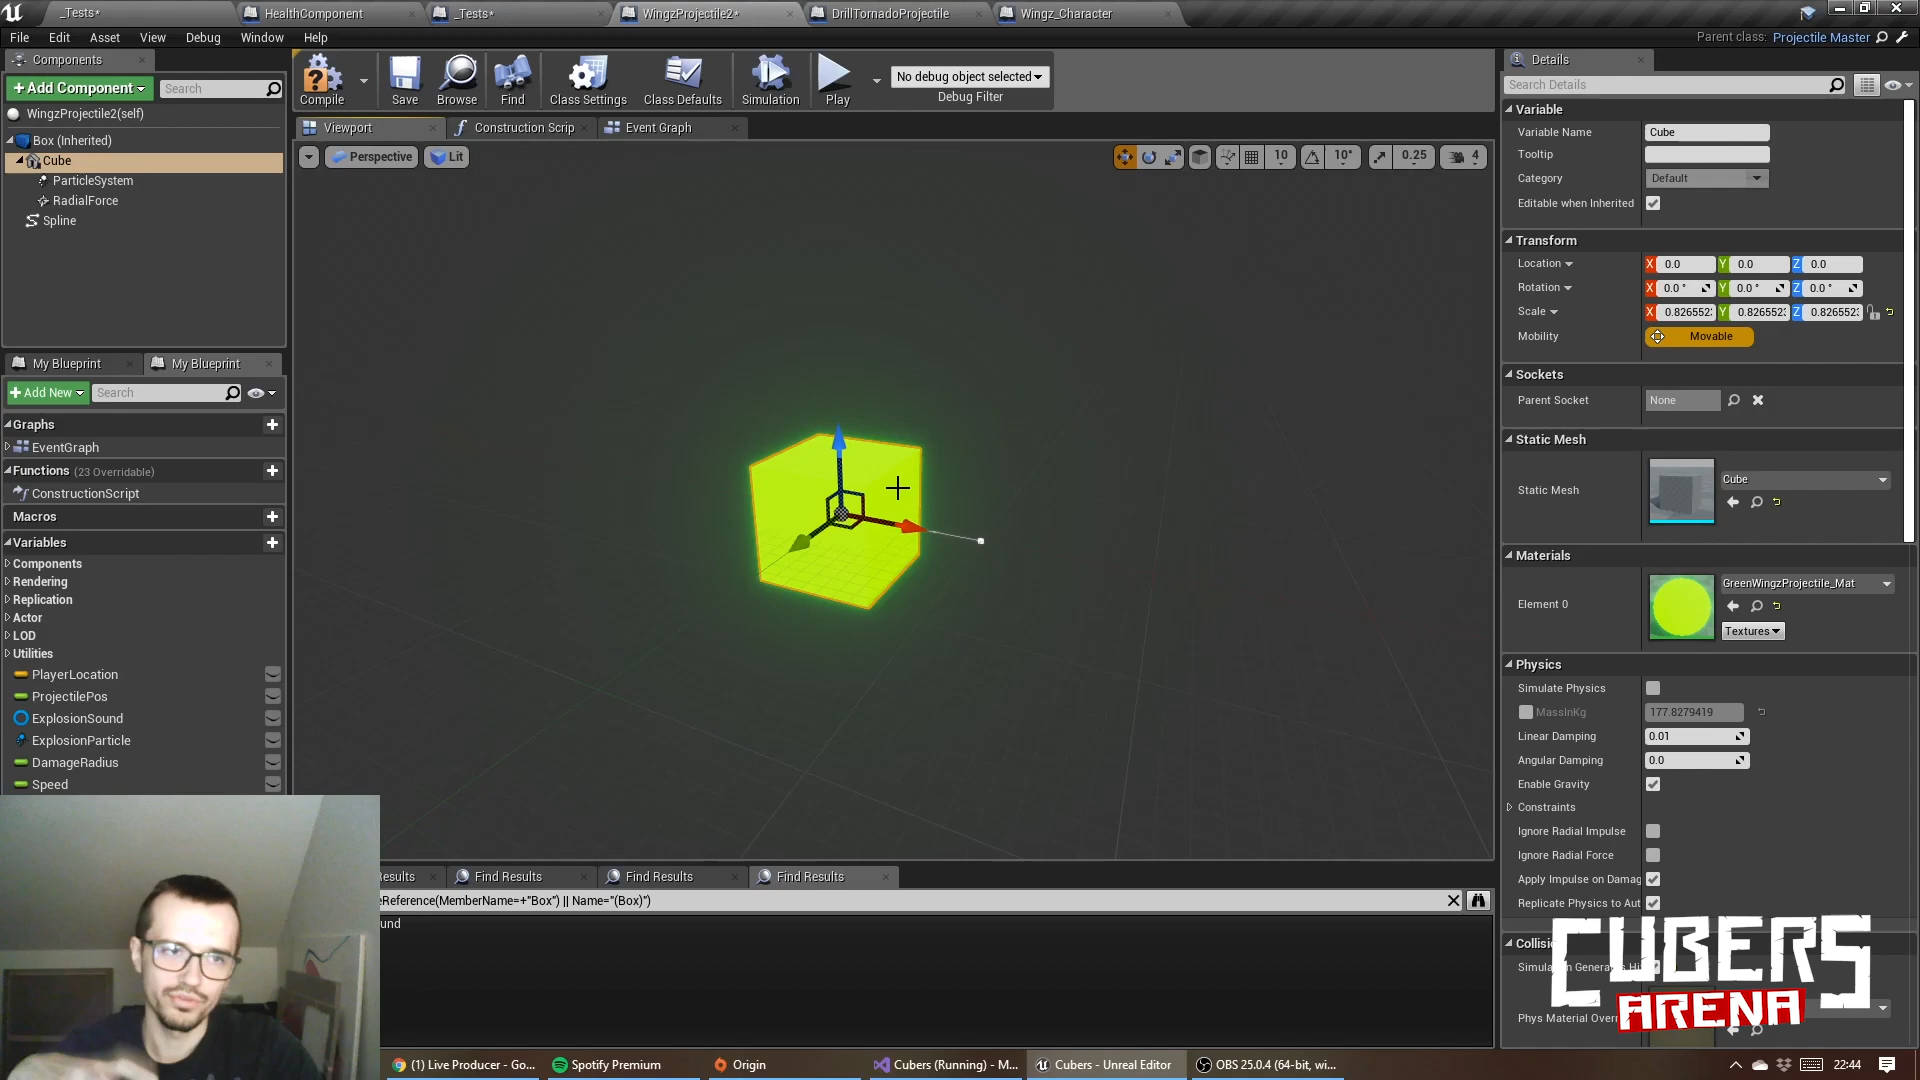 _Tests*
HealthComponent
_Tests*
WingzProjectile2*
DrillTornadoProjectile
Wingz_Character
File Edit Asset View Debug Window Help
Parent class: Projectile Master
Components
+ Add Component
Search
WingzProjectile2(self)
Box (Inherited)
Cube
ParticleSystem
RadialForce
Spline
Compile
Save
Browse
Find
Class Settings
Class Defaults
Simulation
Play
No debug object selected
Debug Filter
Viewport
Construction Scrip
Event Graph
Perspective
Lit
10
10°
0.25
4
My Blueprint
My Blueprint
+ Add New
Search
Graphs
EventGraph
Functions (23 Overridable)
ConstructionScript
Macros
Variables
Components
Rendering
Replication
Actor
LOD
Utilities
PlayerLocation
ProjectilePos
ExplosionSound
ExplosionParticle
DamageRadius
Speed
Details
Search Details
Variable
Variable Name Cube
Tooltip
Category Default
Editable when Inherited
Transform
Location X 0.0 Y 0.0 Z 0.0
Rotation X 0.0 ° Y 0.0 ° Z 0.0 °
Scale X 0.826552 Y 0.826552 Z 0.826552
Mobility Movable
Sockets
Parent Socket None
Static Mesh
Static Mesh Cube
Materials
Element 0 GreenWingzProjectile_Mat
Textures
Physics
Simulate Physics
MassInKg 177.8279419
Linear Damping 0.01
Angular Damping 0.0
Enable Gravity
Constraints
Ignore Radial Impulse
Ignore Radial Force
Apply Impulse on Damag
Replicate Physics to Aut
Collisi
Phys Material Over
CUBERS
ARENA
esults
Find Results
Find Results
Find Results
eReference(MemberName=+"Box") || Name="(Box)")
und
(1) Live Producer - Go...
Spotify Premium
Origin
Cubers (Running) - M...
Cubers - Unreal Editor
OBS 25.0.4 (64-bit, wi...
22:44